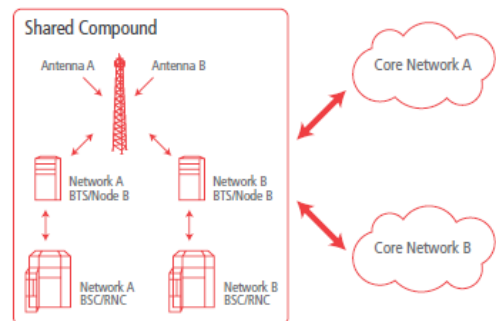 Shared Compound
Antenna A
Antenna B
Network A
BTS/Node B
Network B
BTS/Node B
Network A
BSC/RNC
Network B
BSC/RNC
Core Network A
Core Network B